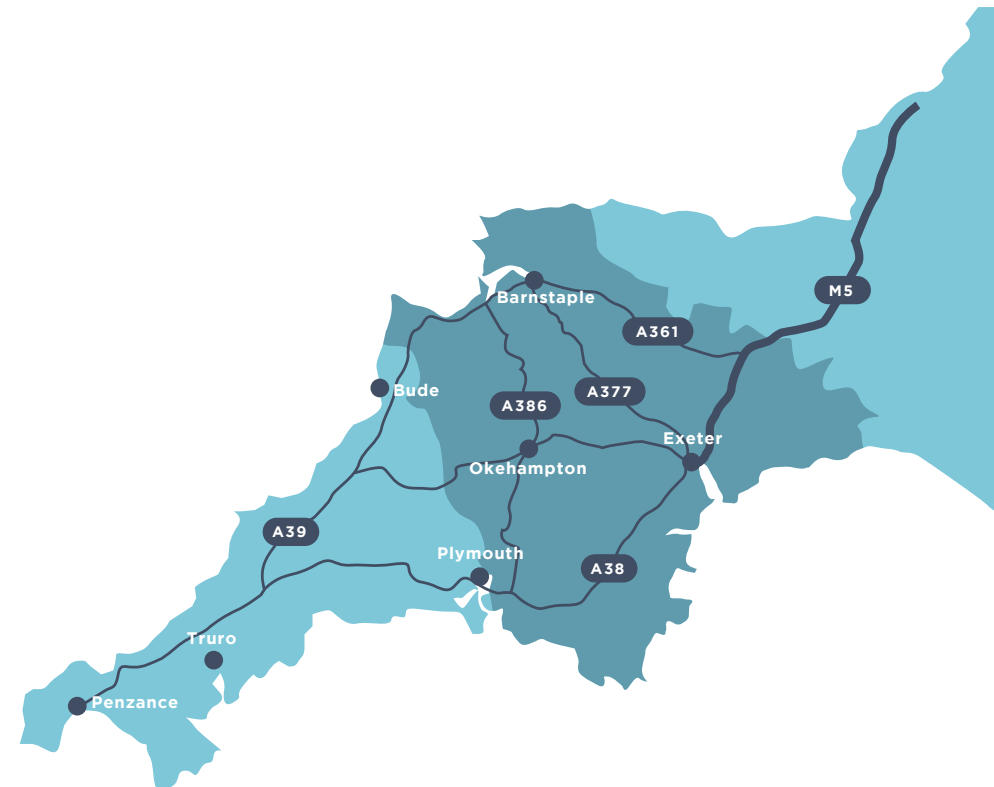 M5
Barnstaple
A361
A377
Bude
A386
Exeter
Okehampton
A39
Plymouth
A38
Truro
Penzance